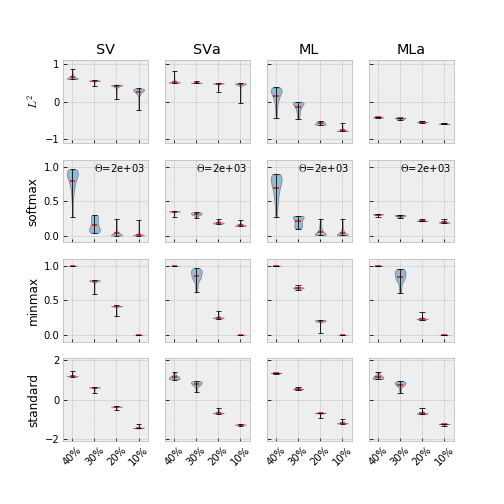 SV SVa ML MLa
L²
1
0
−1
softmax
1.0
0.5
0.0
Θ=2e+03 Θ=2e+03 Θ=2e+03 Θ=2e+03
minmax
1.0
0.5
0.0
standard
2
0
−2
40% 30% 20% 10% 40% 30% 20% 10% 40% 30% 20% 10% 40% 30% 20% 10%